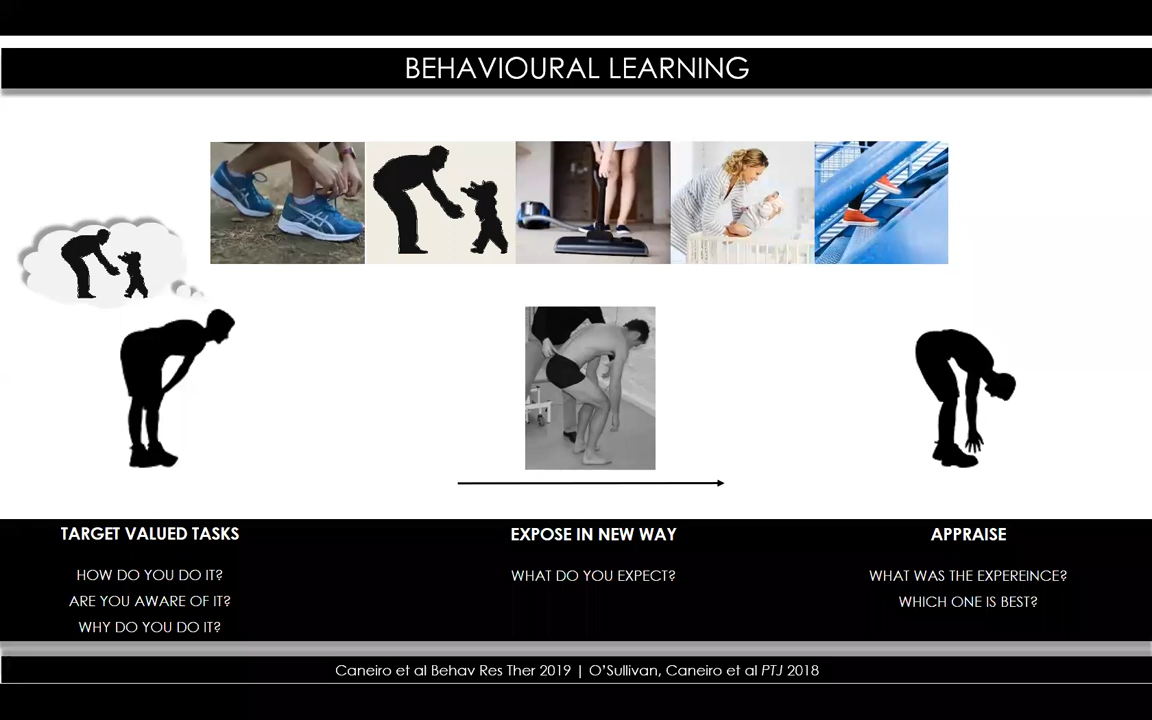 BEHAVIOURAL LEARNING
TARGET VALUED TASKS
HOW DO YOU DO IT?
ARE YOU AWARE OF IT?
WHY DO YOU DO IT?
EXPOSE IN NEW WAY
WHAT DO YOU EXPECT?
APPRAISE
WHAT WAS THE EXPEREINCE?
WHICH ONE IS BEST?
Caneiro et al Behav Res Ther 2019 | O'Sullivan, Caneiro et al PTJ 2018